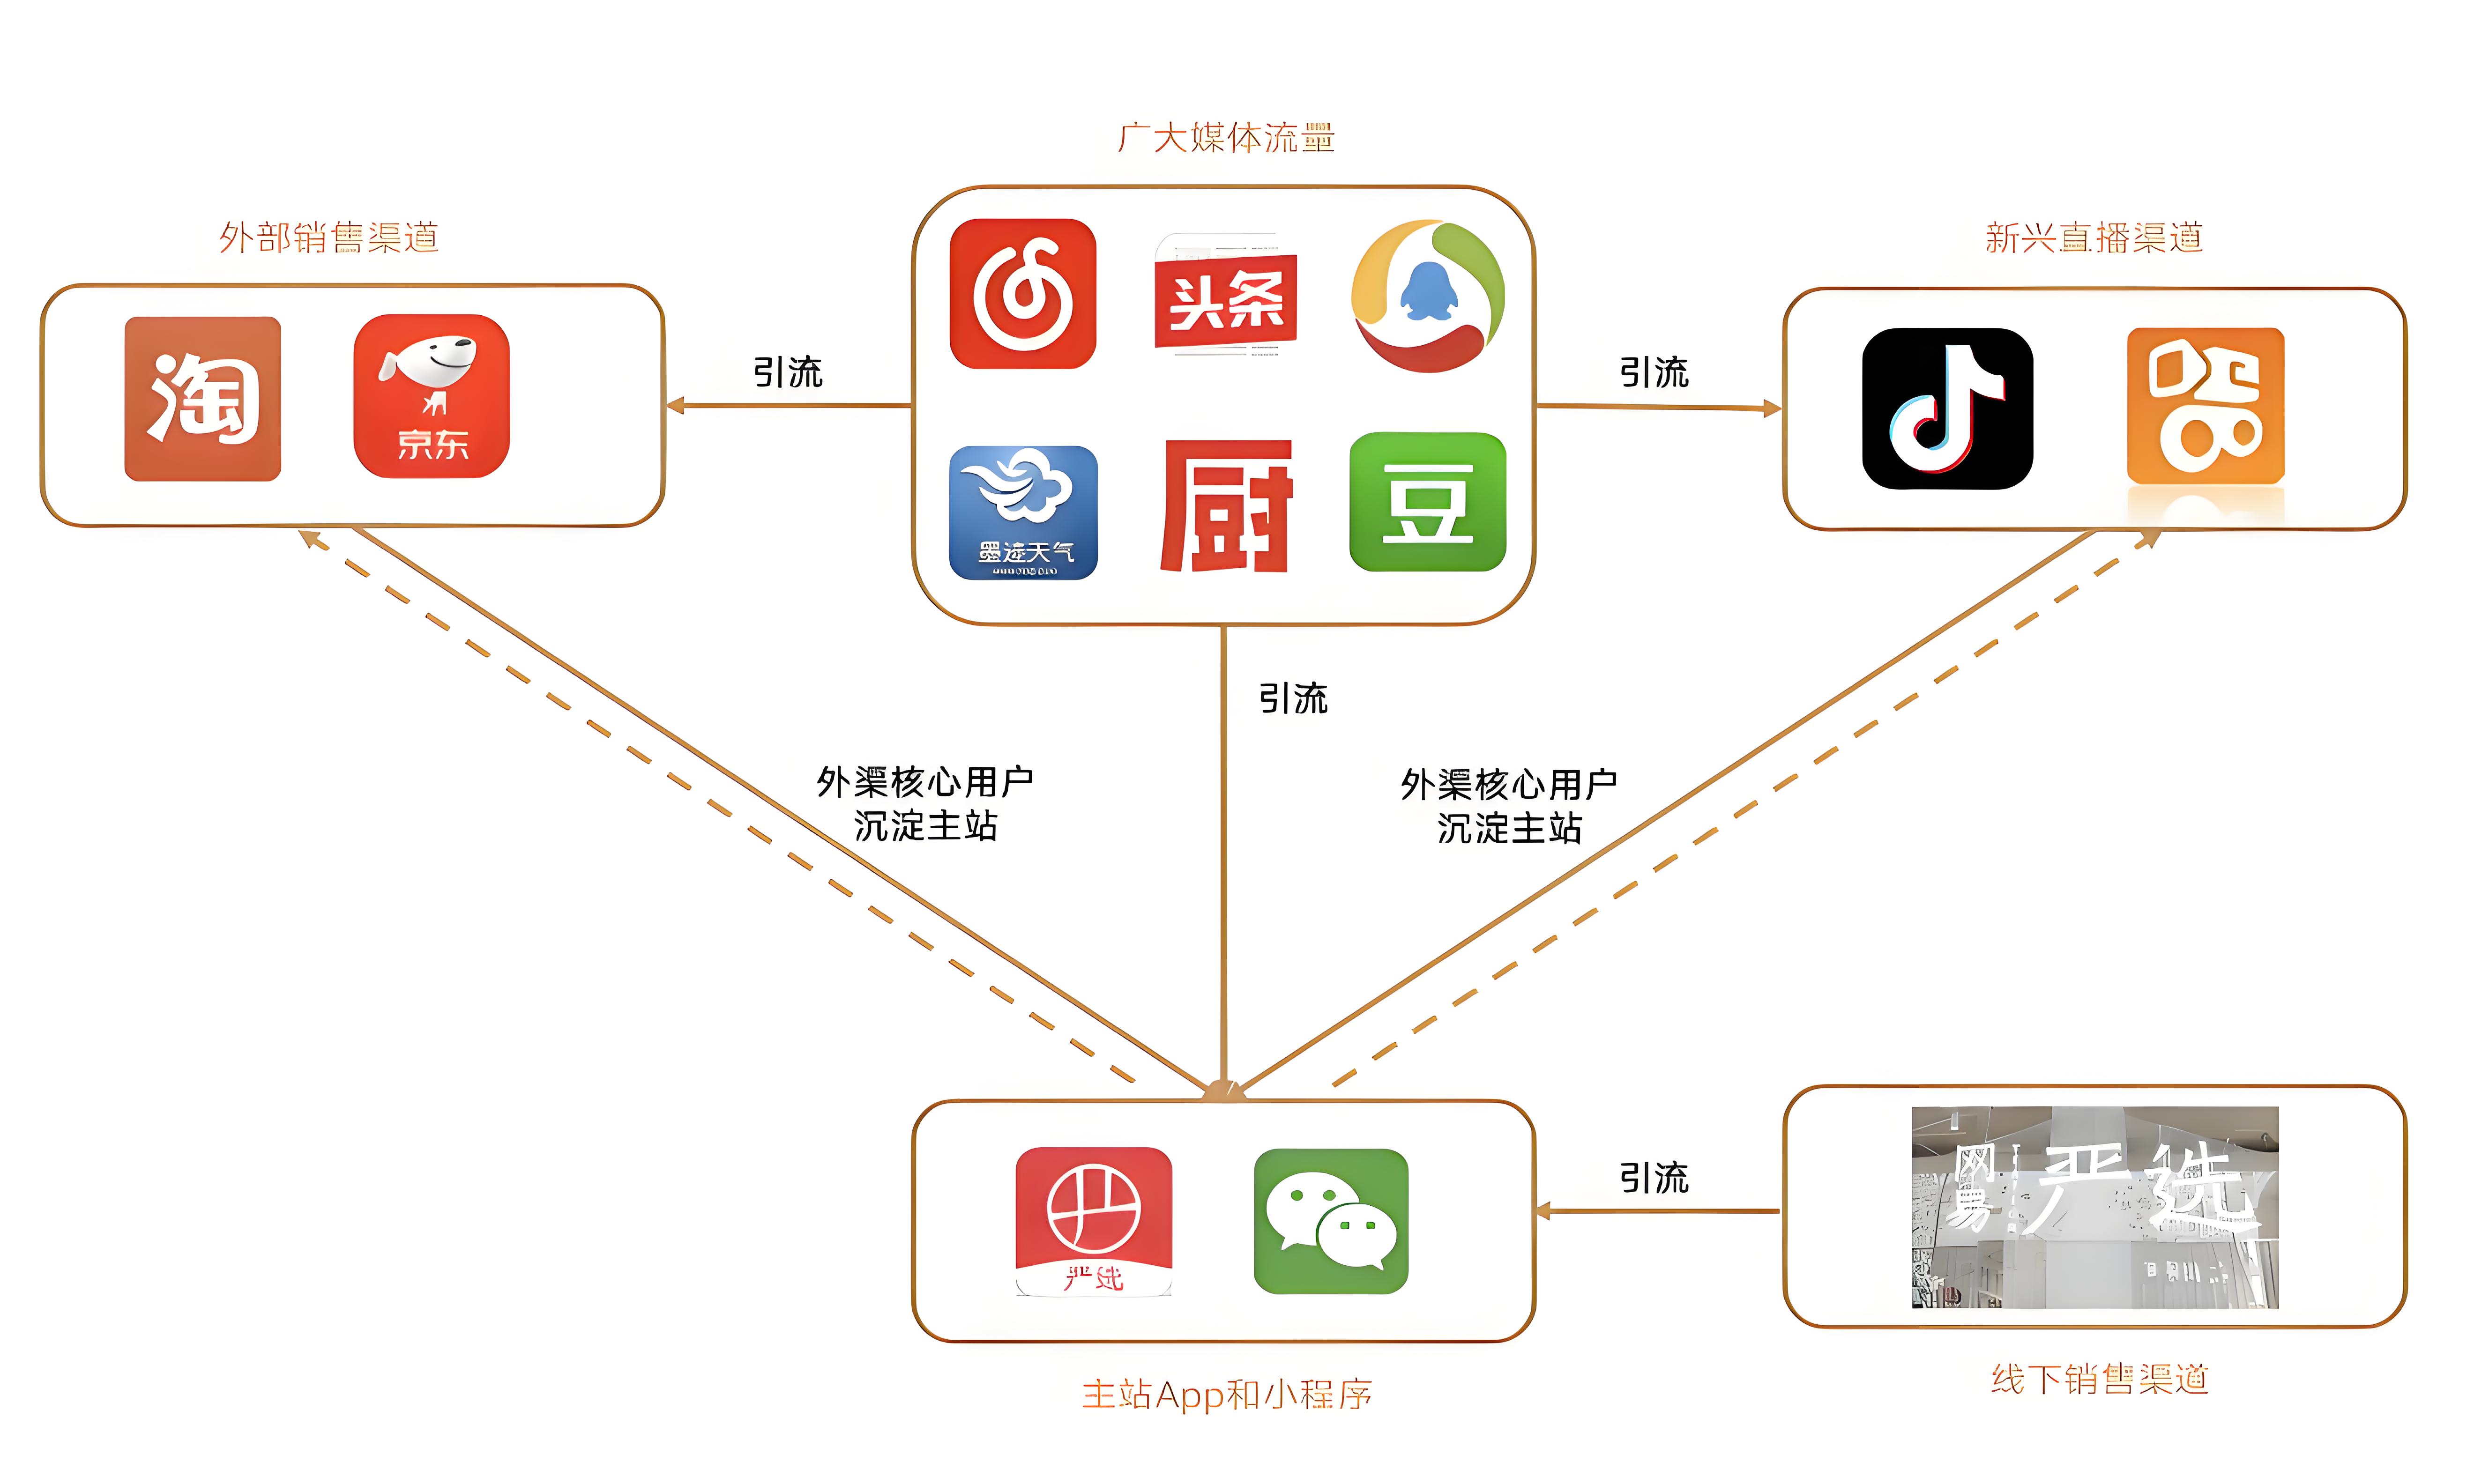 广大媒体流量
外部销售渠道
新兴直播渠道
头条
淘
京东
引流
引流
墨迹天气
厨
豆
引流
外渠核心用户
沉淀主站
外渠核心用户
沉淀主站
引流
网易严选
严选
主站App和小程序
线下销售渠道